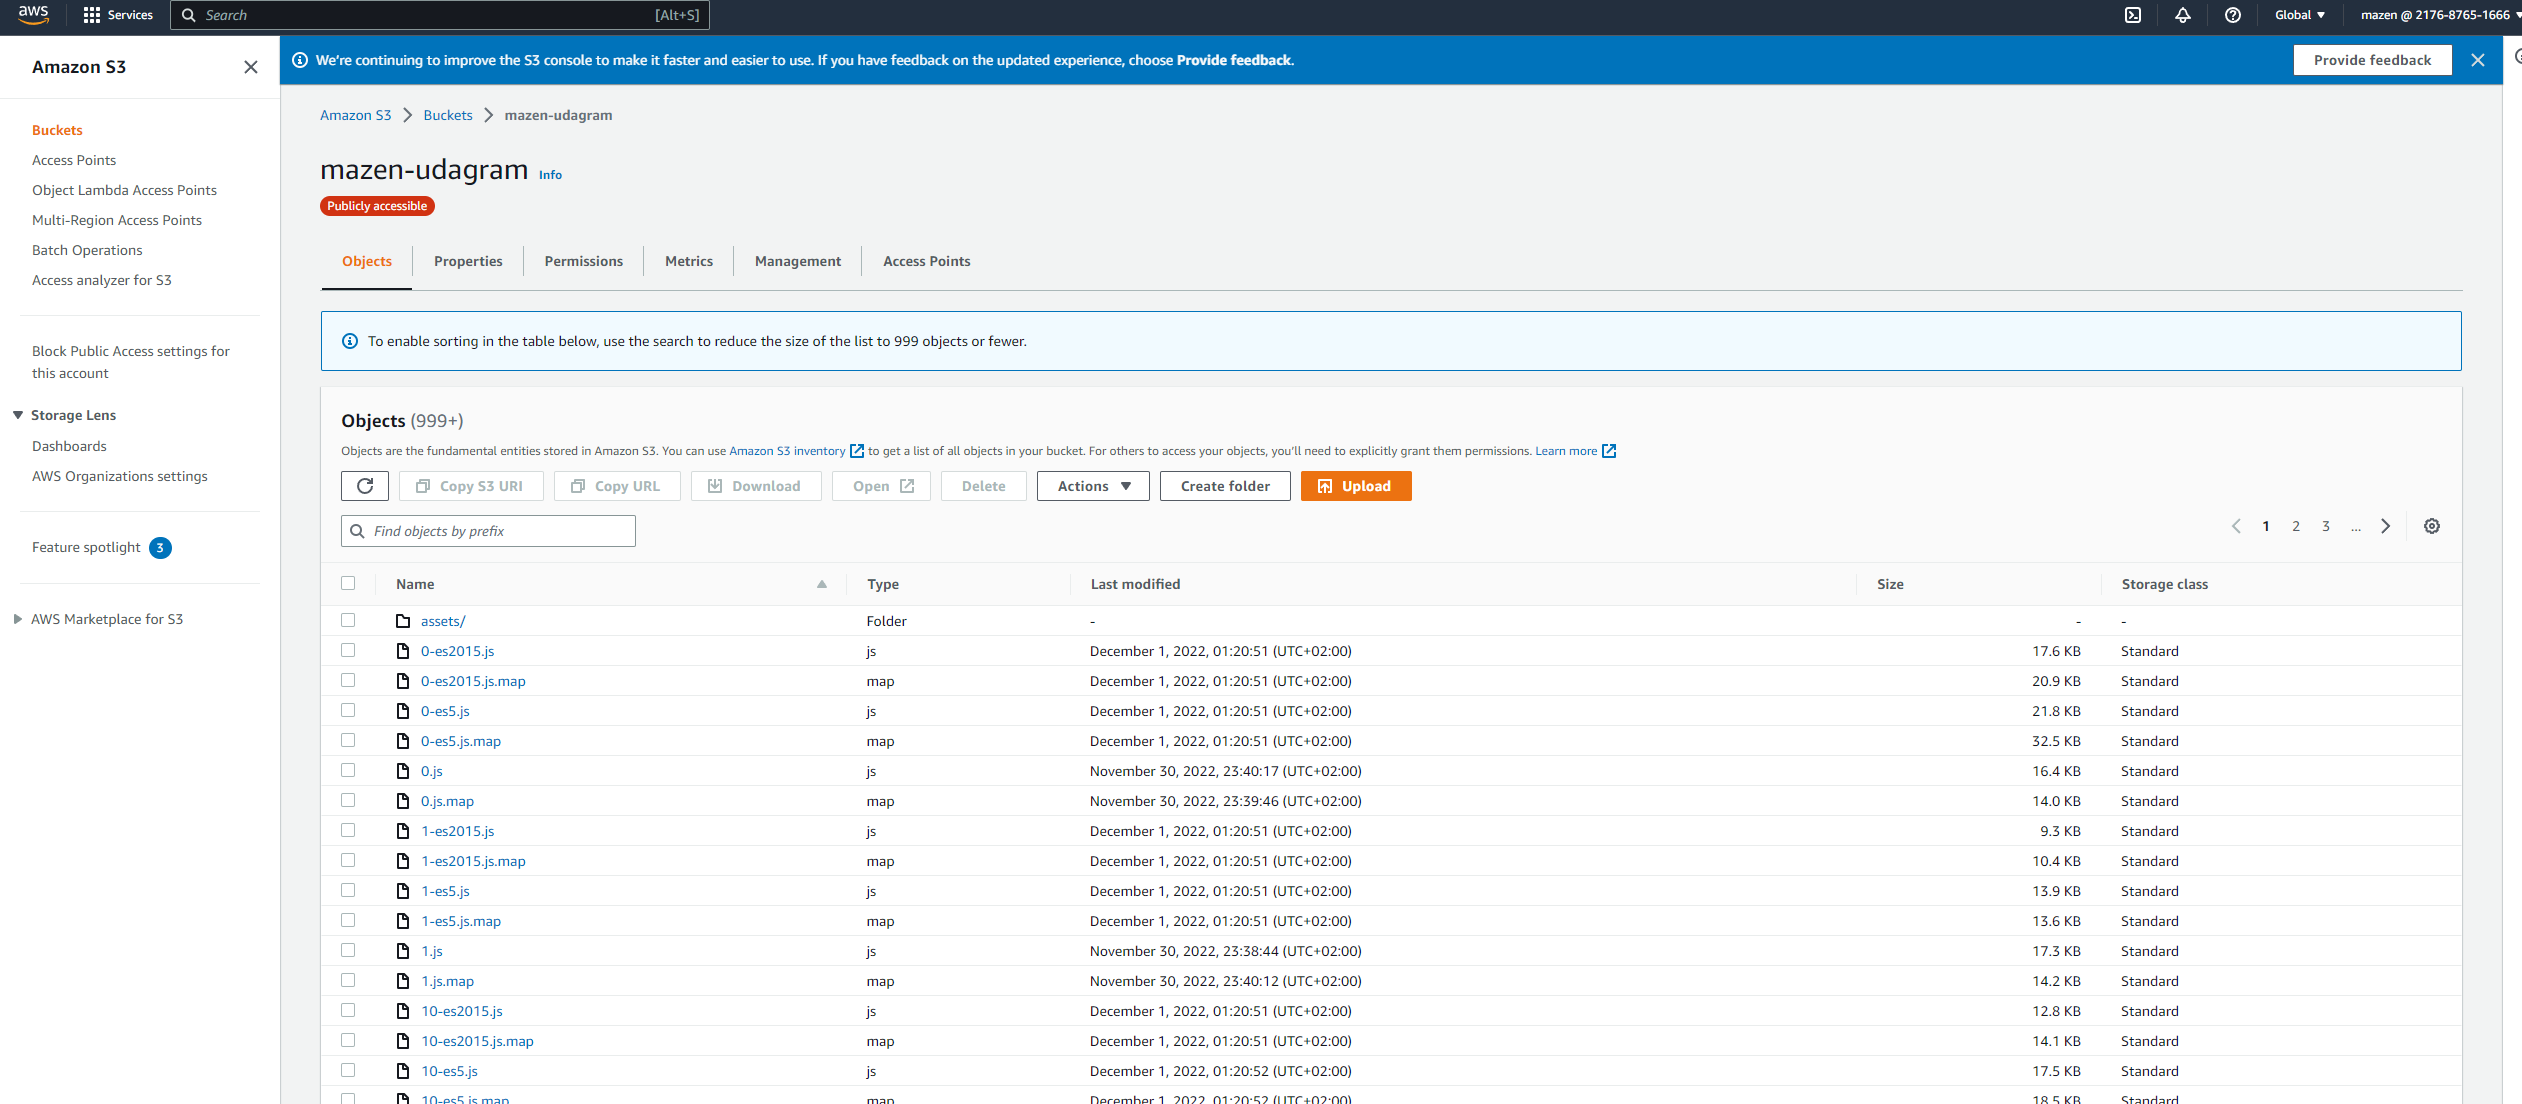 aws Services Search [Alt+S] Global mazen @ 2176-8765-1666
Amazon S3
We're continuing to improve the S3 console to make it faster and easier to use. If you have feedback on the updated experience, choose Provide feedback. Provide feedback
Buckets
Access Points
Object Lambda Access Points
Multi-Region Access Points
Batch Operations
Access analyzer for S3
Block Public Access settings for
this account
Storage Lens
Dashboards
AWS Organizations settings
Feature spotlight 3
AWS Marketplace for S3
Amazon S3 Buckets mazen-udagram
mazen-udagram Info
Publicly accessible
Objects Properties Permissions Metrics Management Access Points
To enable sorting in the table below, use the search to reduce the size of the list to 999 objects or fewer.
Objects (999+)
Objects are the fundamental entities stored in Amazon S3. You can use Amazon S3 inventory to get a list of all objects in your bucket. For others to access your objects, you'll need to explicitly grant them permissions. Learn more
Copy S3 URI Copy URL Download Open Delete Actions Create folder Upload
Find objects by prefix 1 2 3 ...
Name Type Last modified Size Storage class
assets/ Folder - - -
0-es2015.js js December 1, 2022, 01:20:51 (UTC+02:00) 17.6 KB Standard
0-es2015.js.map map December 1, 2022, 01:20:51 (UTC+02:00) 20.9 KB Standard
0-es5.js js December 1, 2022, 01:20:51 (UTC+02:00) 21.8 KB Standard
0-es5.js.map map December 1, 2022, 01:20:51 (UTC+02:00) 32.5 KB Standard
0.js js November 30, 2022, 23:40:17 (UTC+02:00) 16.4 KB Standard
0.js.map map November 30, 2022, 23:39:46 (UTC+02:00) 14.0 KB Standard
1-es2015.js js December 1, 2022, 01:20:51 (UTC+02:00) 9.3 KB Standard
1-es2015.js.map map December 1, 2022, 01:20:51 (UTC+02:00) 10.4 KB Standard
1-es5.js js December 1, 2022, 01:20:51 (UTC+02:00) 13.9 KB Standard
1-es5.js.map map December 1, 2022, 01:20:51 (UTC+02:00) 13.6 KB Standard
1.js js November 30, 2022, 23:38:44 (UTC+02:00) 17.3 KB Standard
1.js.map map November 30, 2022, 23:40:12 (UTC+02:00) 14.2 KB Standard
10-es2015.js js December 1, 2022, 01:20:51 (UTC+02:00) 12.8 KB Standard
10-es2015.js.map map December 1, 2022, 01:20:51 (UTC+02:00) 14.1 KB Standard
10-es5.js js December 1, 2022, 01:20:52 (UTC+02:00) 17.5 KB Standard
10-es5.js.map map December 1, 2022, 01:20:52 (UTC+02:00) 18.5 KB Standard